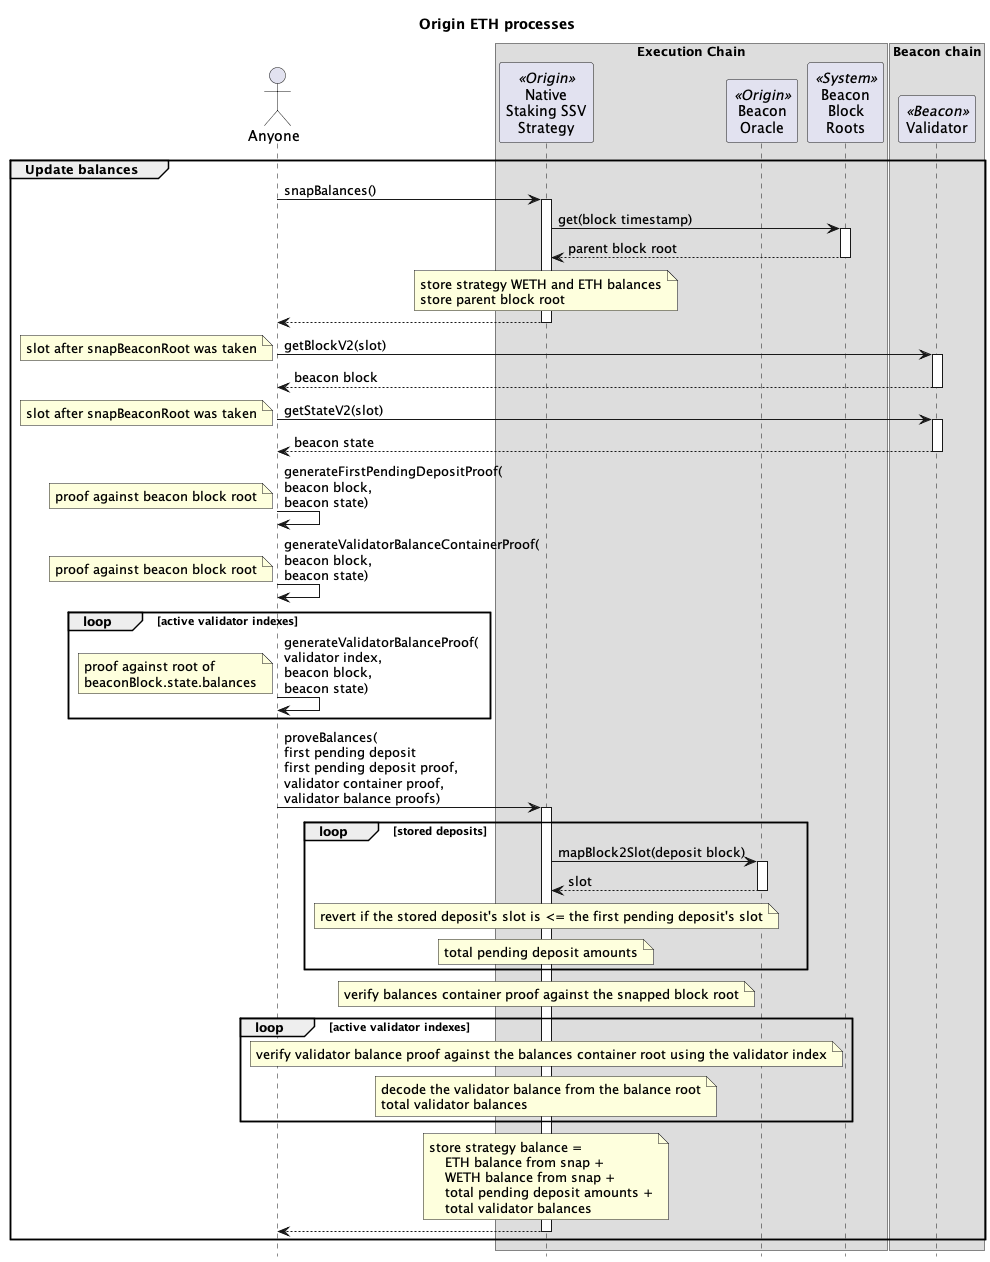 Origin ETH processes
Execution Chain
Beacon chain
Anyone
«Origin»
Native
Staking SSV
Strategy
«Origin»
Beacon
Oracle
«System»
Beacon
Block
Roots
«Beacon»
Validator
Update balances
snapBalances()
get(block timestamp)
parent block root
store strategy WETH and ETH balances
store parent block root
slot after snapBeaconRoot was taken
getBlockV2(slot)
beacon block
slot after snapBeaconRoot was taken
getStateV2(slot)
beacon state
generateFirstPendingDepositProof(
beacon block,
beacon state)
proof against beacon block root
generateValidatorBalanceContainerProof(
beacon block,
beacon state)
proof against beacon block root
loop [active validator indexes]
generateValidatorBalanceProof(
validator index,
beacon block,
beacon state)
proof against root of
beaconBlock.state.balances
proveBalances(
first pending deposit
first pending deposit proof,
validator container proof,
validator balance proofs)
loop [stored deposits]
mapBlock2Slot(deposit block)
slot
revert if the stored deposit's slot is <= the first pending deposit's slot
total pending deposit amounts
verify balances container proof against the snapped block root
loop [active validator indexes]
verify validator balance proof against the balances container root using the validator index
decode the validator balance from the balance root
total validator balances
store strategy balance =
ETH balance from snap +
WETH balance from snap +
total pending deposit amounts +
total validator balances